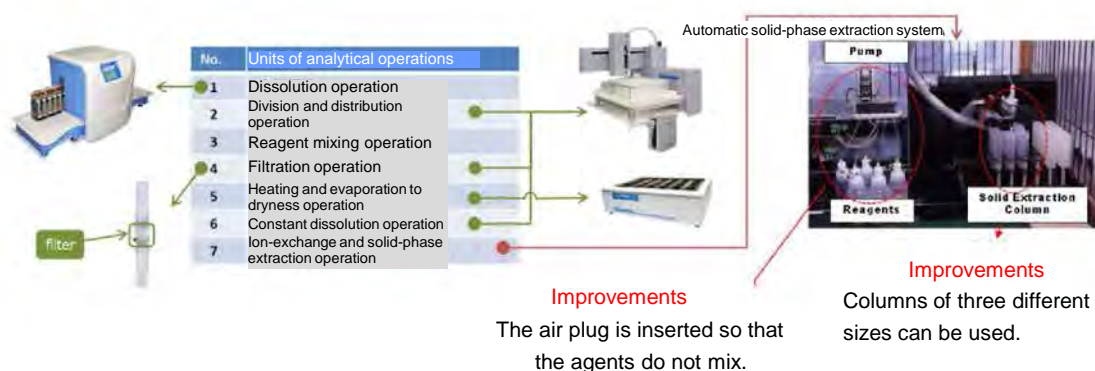 Automatic solid-phase extraction system
No. Units of analytical operations
1 Dissolution operation
2 Division and distribution
operation
3 Reagent mixing operation
4 Filtration operation
5 Heating and evaporation to
dryness operation
6 Constant dissolution operation
7 Ion-exchange and solid-phase
extraction operation
filter
Pump
Reagents
Solid Extraction
Column
Improvements
The air plug is inserted so that
the agents do not mix.
Improvements
Columns of three different
sizes can be used.